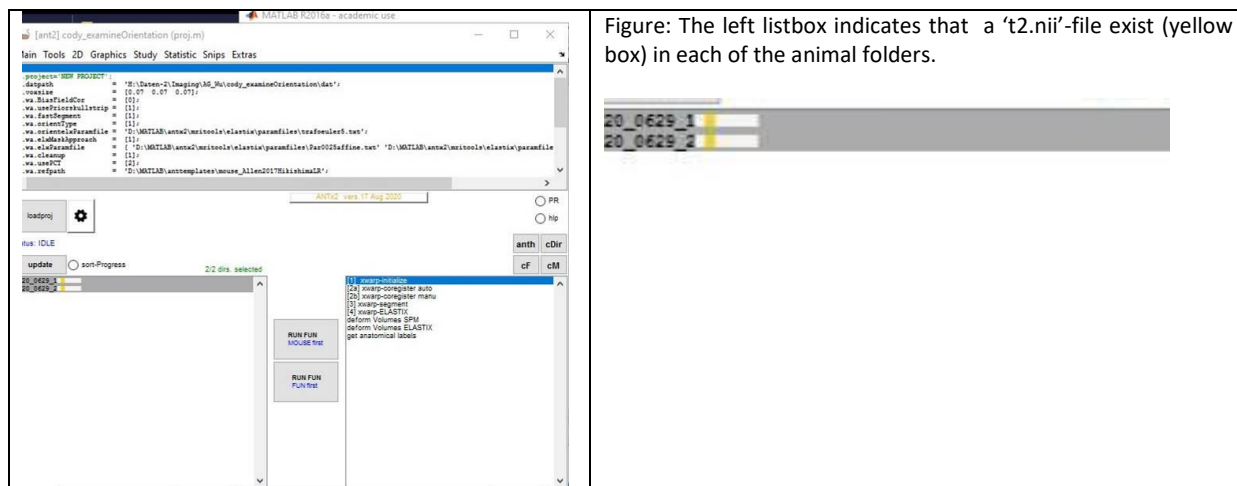 MATLAB R2016a - academic use
[ant2] cody_examineOrientation (proj.m)
Main Tools 2D Graphics Study Statistic Snips Extras
.project='NEW PROJECT';
.datpath = 'H:\Daten-2\Imaging\AG_Wu\cody_examineOrientation\dat';
.voxsize = [0.07 0.07 0.07];
.wa.BiasFieldCor = [0];
.wa.usePriorskullstrip = [1];
.wa.fastSegment = [1];
.wa.orientType = [1];
.wa.orientelxParamfile = 'D:\MATLAB\antx2\mritools\elastix\paramfiles\trafoeuler5.txt';
.wa.elxMaskApproach = [1];
.wa.elxParamfile = { 'D:\MATLAB\antx2\mritools\elastix\paramfiles\Par0025affine.txt' 'D:\MATLAB\antx2\mritools\elastix\paramfile
.wa.cleanup = [1];
.wa.usePCT = [2];
.wa.refpath = 'D:\MATLAB\anttemplates\mouse_Allen2017HikishimaLR';
ANTx2 vers.17 Aug 2020
PR
loadproj
hlp
atus: IDLE
anth cDir
update sort-Progress 2/2 dirs. selected cF cM
20_0629_1
20_0629_2
[1] xwarp-initialize
[2a] xwarp-coregister auto
[2b] xwarp-coregister manu
[3] xwarp-segment
[4] xwarp-ELASTIX
deform Volumes SPM
deform Volumes ELASTIX
get anatomical labels
RUN FUN
MOUSE first
RUN FUN
FUN first
Figure: The left listbox indicates that a ‘t2.nii’-file exist (yellow
box) in each of the animal folders.
20_0629_1
20_0629_2